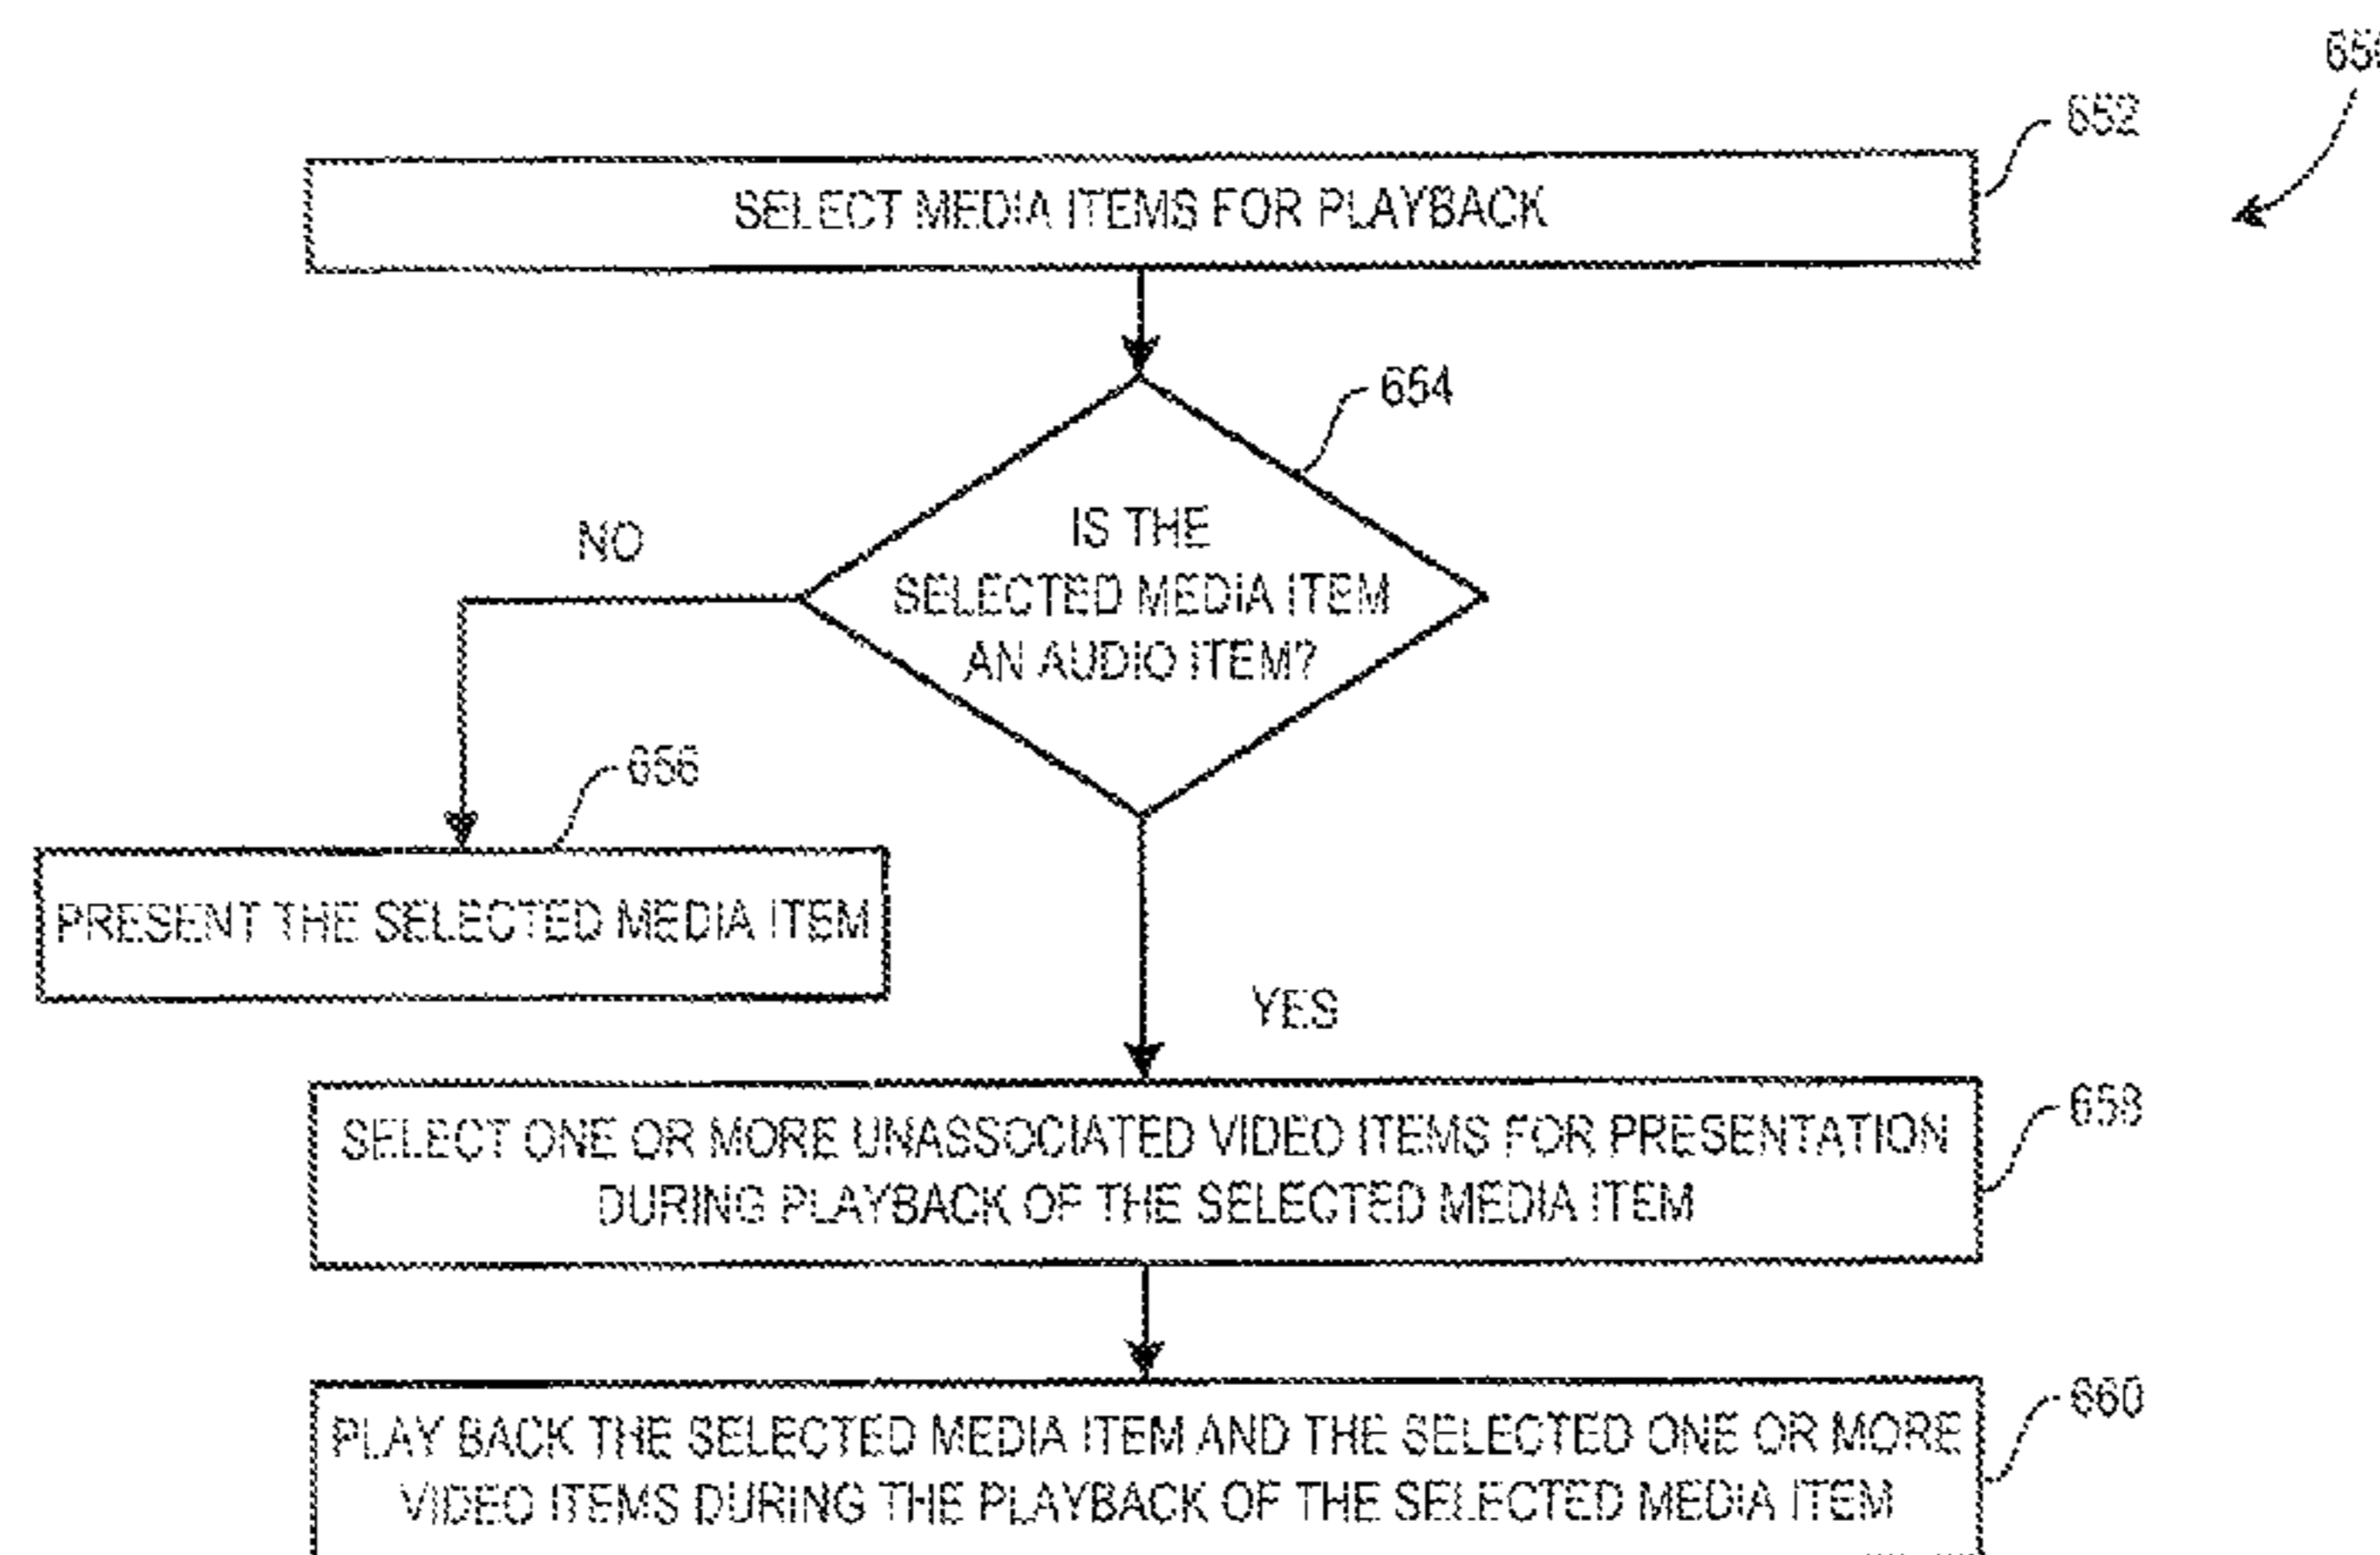 652
SELECT MEDIA ITEMS FOR PLAYBACK
654
IS THE
SELECTED MEDIA ITEM
AN AUDIO ITEM?
NO
656
PRESENT THE SELECTED MEDIA ITEM
YES
658
SELECT ONE OR MORE UNASSOCIATED VIDEO ITEMS FOR PRESENTATION
DURING PLAYBACK OF THE SELECTED MEDIA ITEM
660
PLAY BACK THE SELECTED MEDIA ITEM AND THE SELECTED ONE OR MORE
VIDEO ITEMS DURING THE PLAYBACK OF THE SELECTED MEDIA ITEM